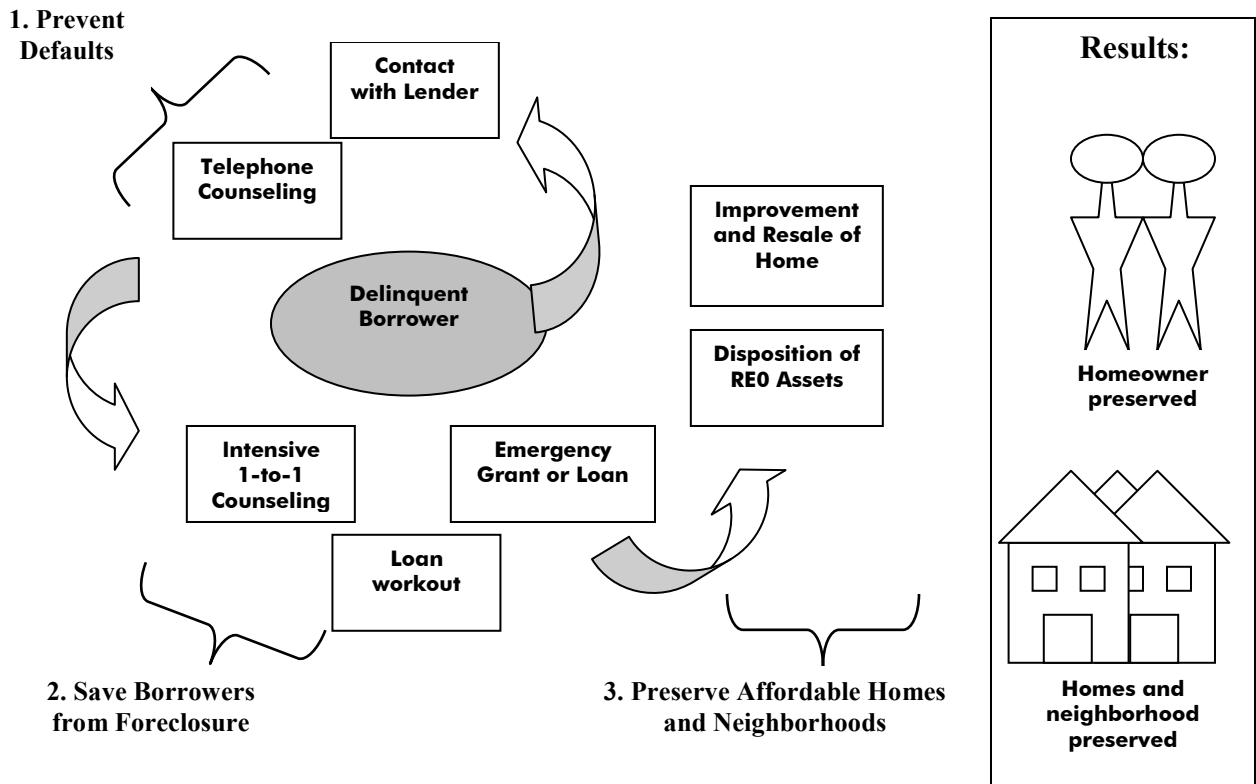 1. Prevent
Defaults
Contact
with Lender
Telephone
Counseling
Delinquent
Borrower
Improvement
and Resale of
Home
Disposition of
RE0 Assets
Intensive
1-to-1
Counseling
Emergency
Grant or Loan
Loan
workout
2. Save Borrowers
from Foreclosure
3. Preserve Affordable Homes
and Neighborhoods
Results:
Homeowner
preserved
Homes and
neighborhood
preserved